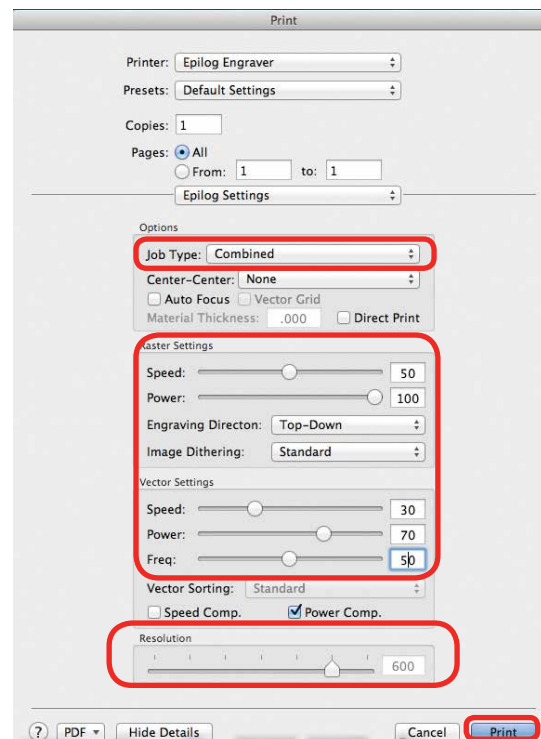 Print
Printer: Epilog Engraver
Presets: Default Settings
Copies: 1
Pages: All
From: 1 to: 1
Epilog Settings
Options
Job Type: Combined
Center-Center: None
Auto Focus Vector Grid
Material Thickness: .000 Direct Print
Raster Settings
Speed: 50
Power: 100
Engraving Directon: Top-Down
Image Dithering: Standard
Vector Settings
Speed: 30
Power: 70
Freq: 50
Vector Sorting: Standard
Speed Comp. Power Comp.
Resolution
600
? PDF Hide Details Cancel Print